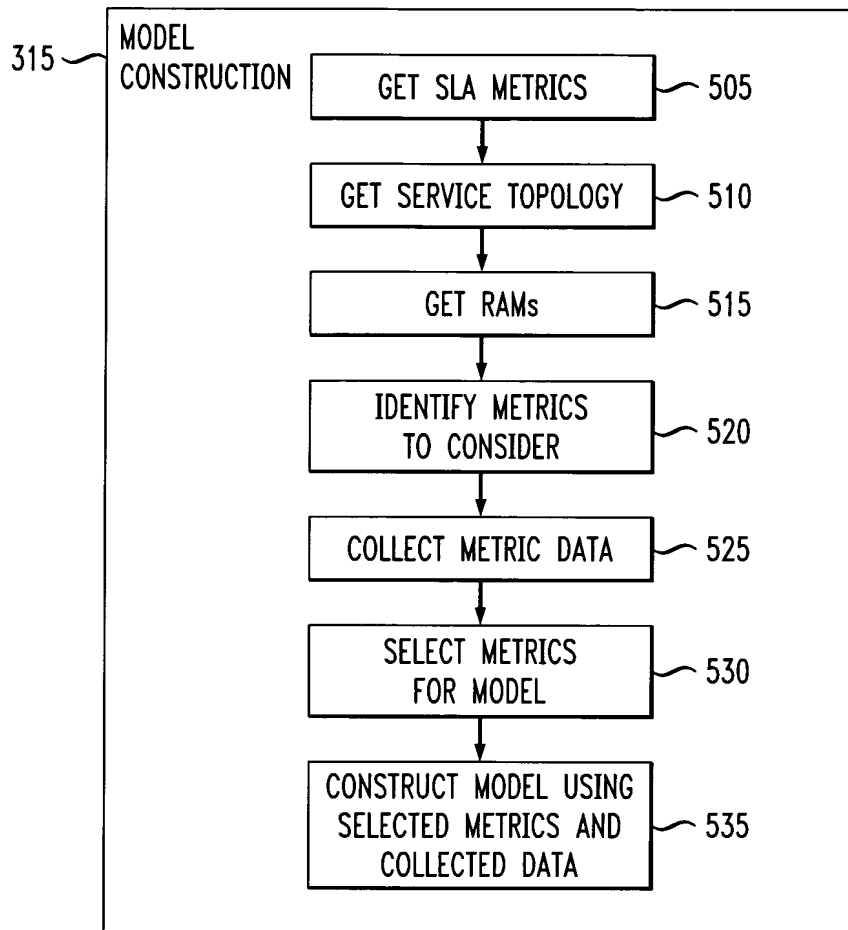 MODEL
CONSTRUCTION
315
GET SLA METRICS
505
GET SERVICE TOPOLOGY
510
GET RAMs
515
IDENTIFY METRICS
TO CONSIDER
520
COLLECT METRIC DATA
525
SELECT METRICS
FOR MODEL
530
CONSTRUCT MODEL USING
SELECTED METRICS AND
COLLECTED DATA
535